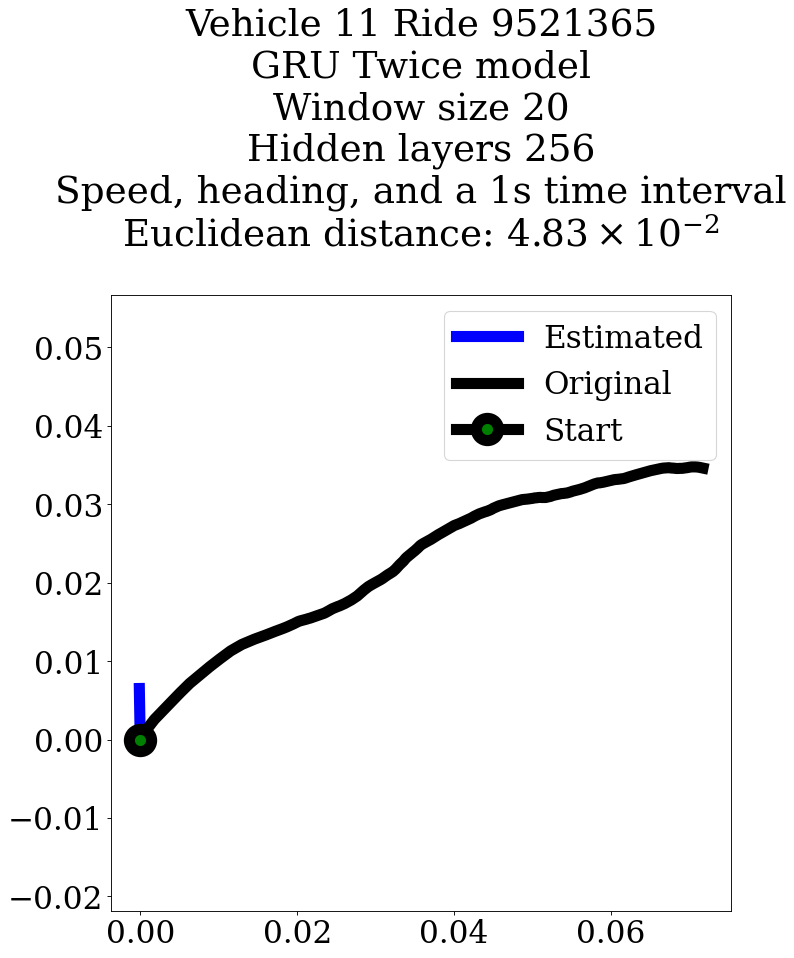 Vehicle 11 Ride 9521365
GRU Twice model
Window size 20
Hidden layers 256
Speed, heading, and a 1s time interval
Euclidean distance: 4.83 × 10⁻²
Estimated
Original
Start
0.05
0.04
0.03
0.02
0.01
0.00
−0.01
−0.02
0.00 0.02 0.04 0.06